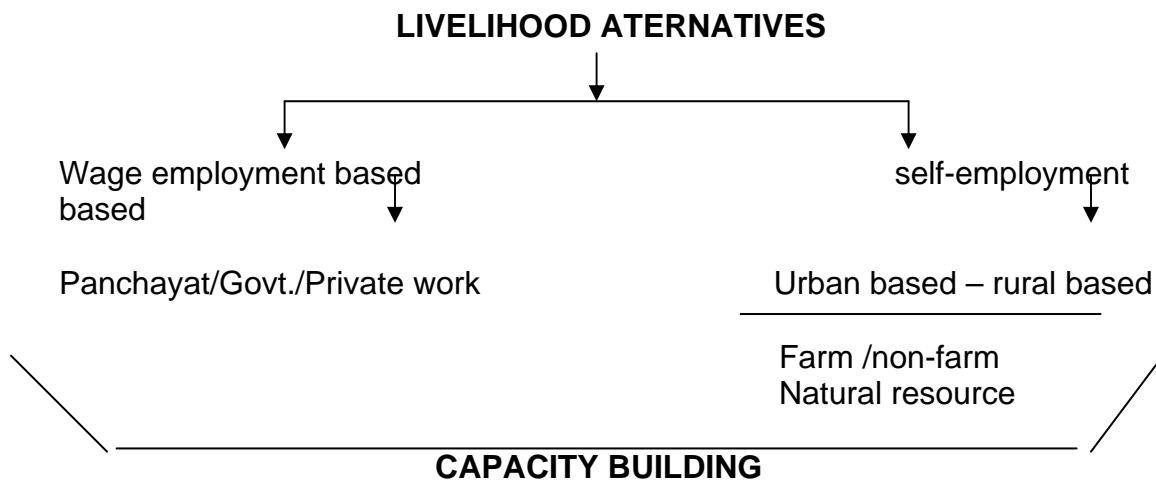 LIVELIHOOD ATERNATIVES
Wage employment based self-employment
based
Panchayat/Govt./Private work Urban based – rural based
Farm /non-farm
Natural resource
CAPACITY BUILDING